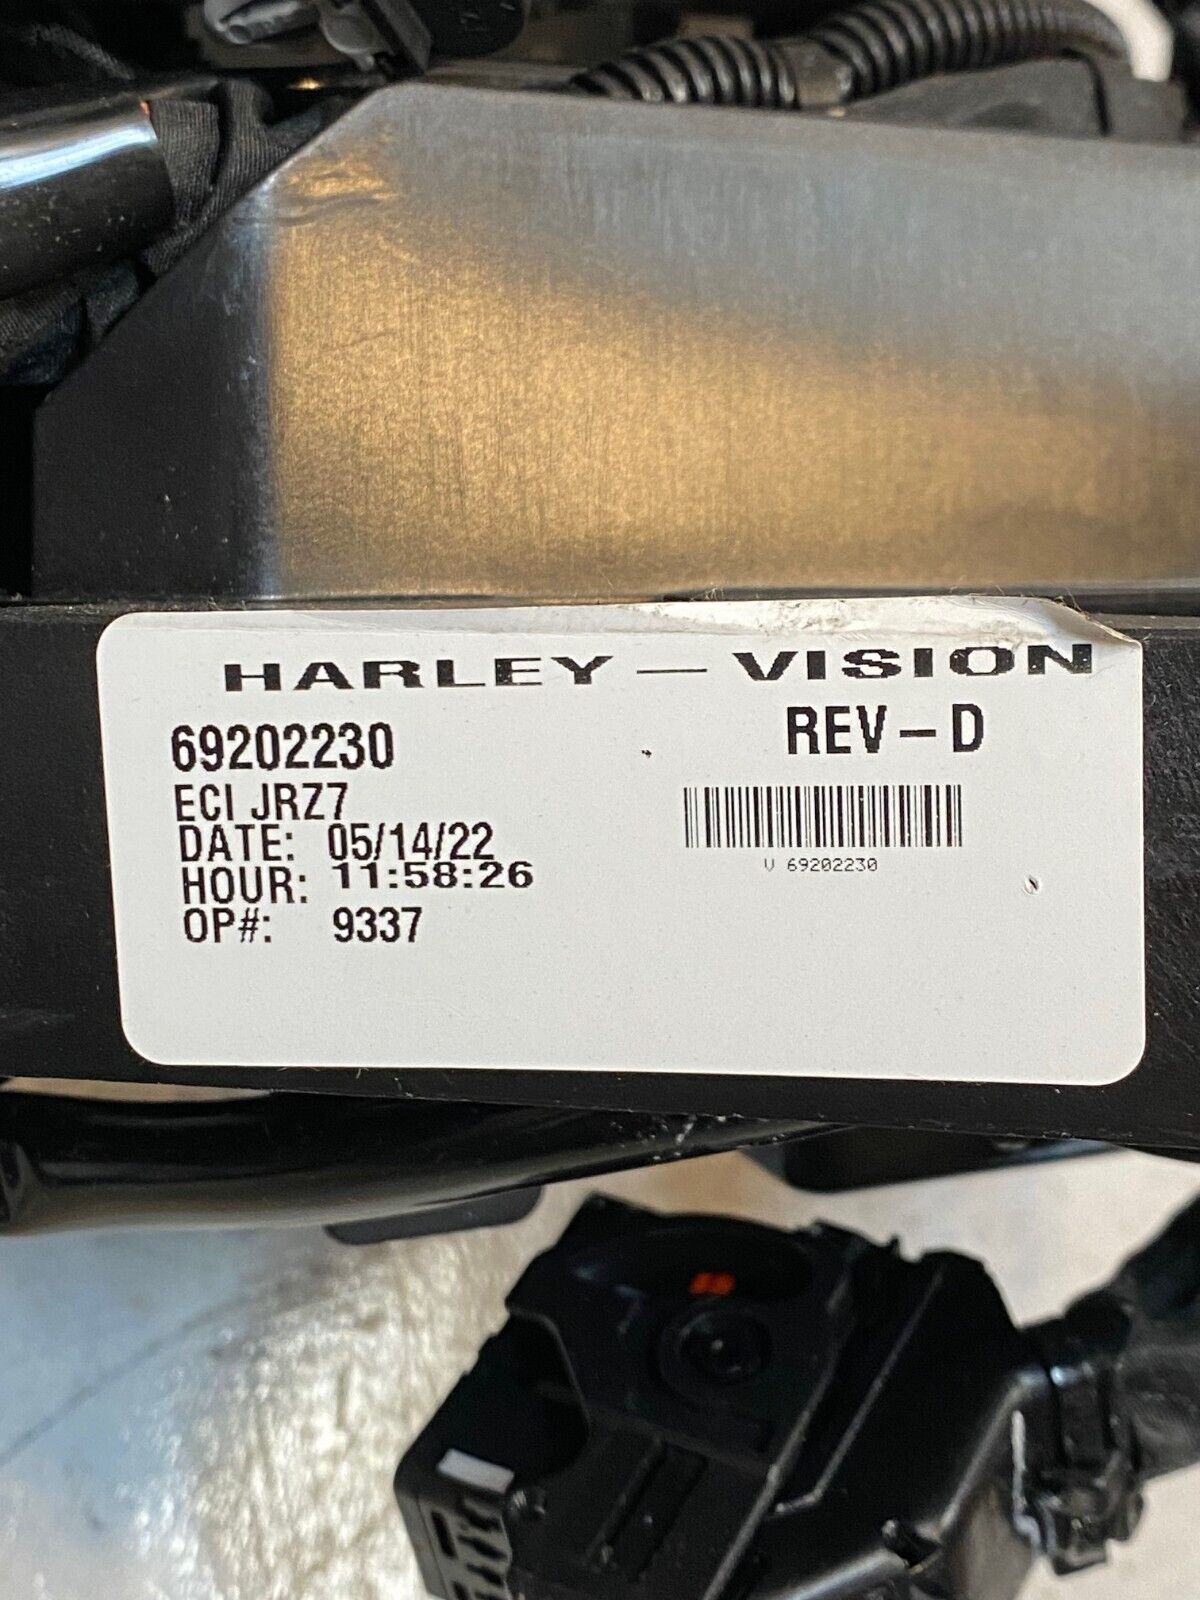 HARLEY - VISION
69202230 REV - D
ECI JRZ7
DATE: 05/14/22
HOUR: 11:58:26
OP#: 9337
V 69202230